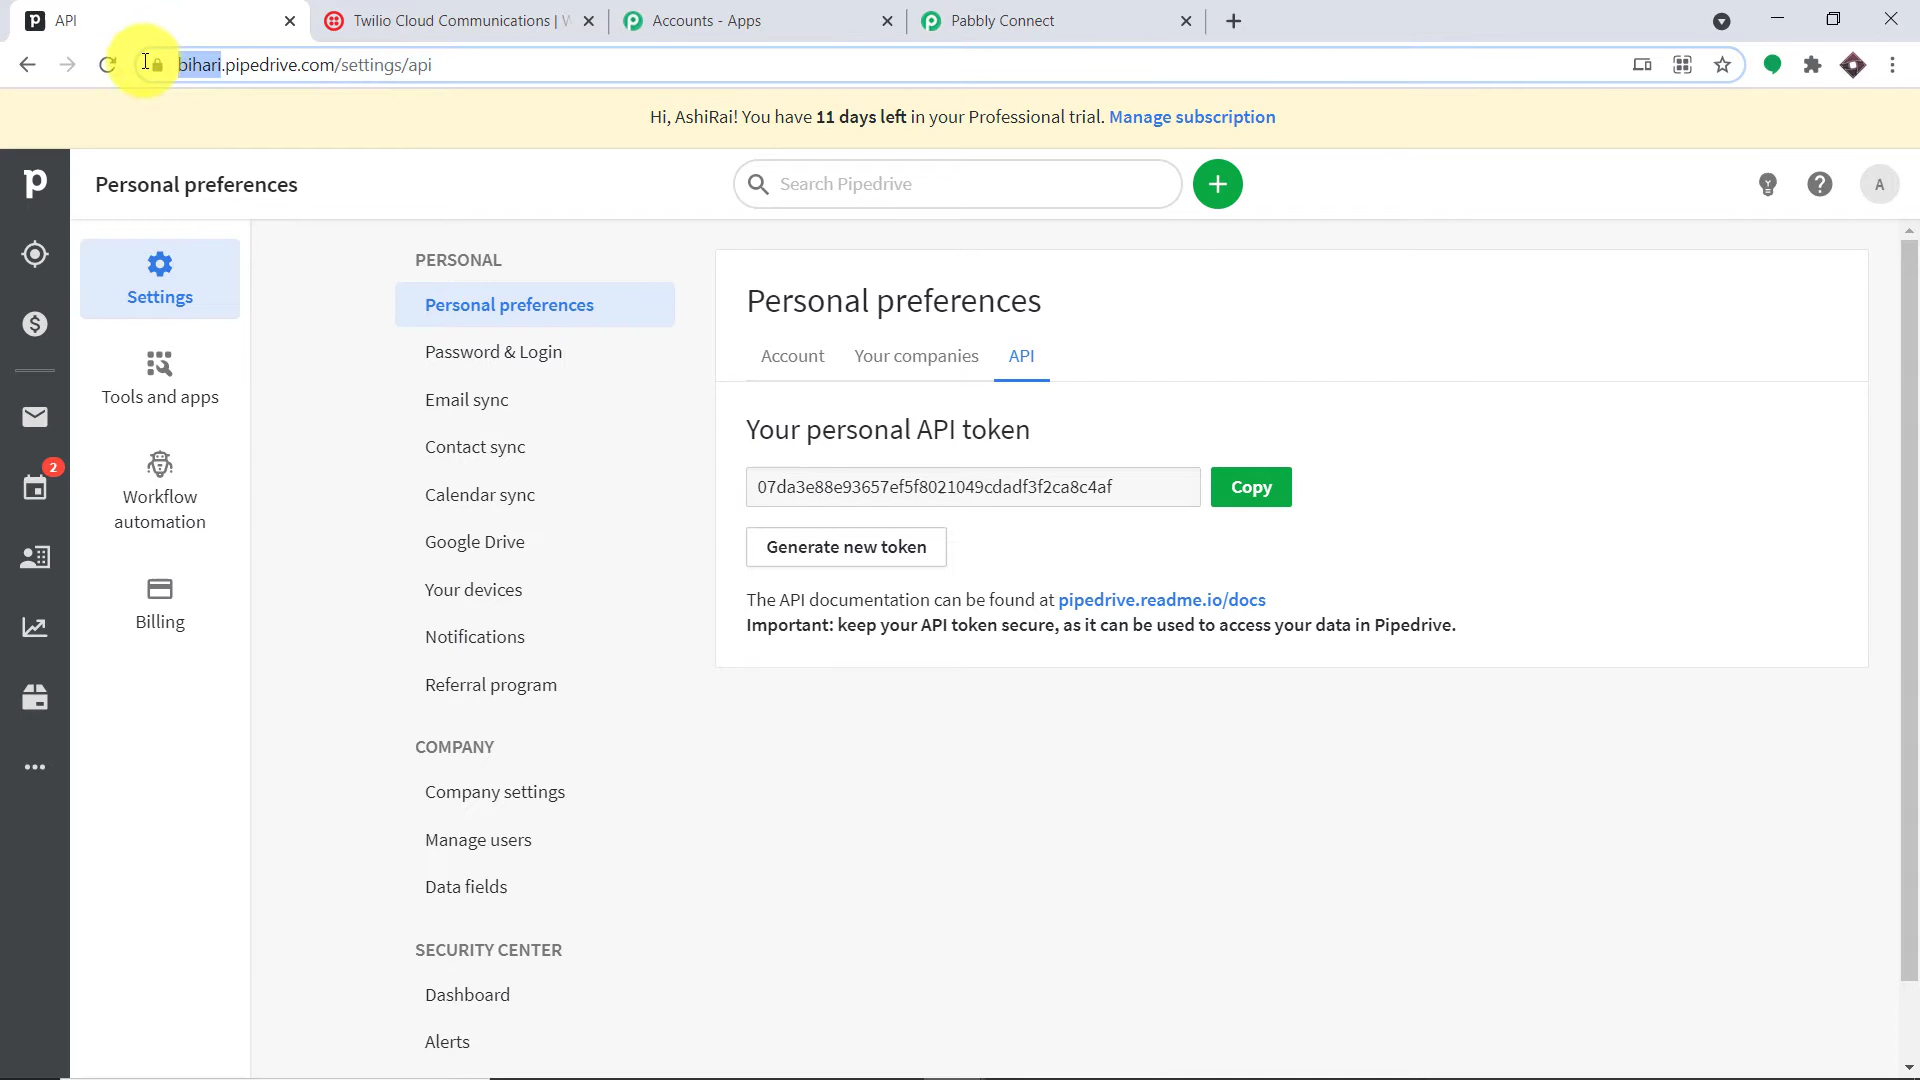 API
Twilio Cloud Communications |
Accounts - Apps
Pabbly Connect
bihari.pipedrive.com/settings/api
Hi, AshiRai! You have 11 days left in your Professional trial. Manage subscription
Personal preferences
Search Pipedrive
A
Settings
Tools and apps
2
Workflow
automation
Billing
PERSONAL
Personal preferences
Password & Login
Email sync
Contact sync
Calendar sync
Google Drive
Your devices
Notifications
Referral program
COMPANY
Company settings
Manage users
Data fields
SECURITY CENTER
Dashboard
Alerts
Personal preferences
Account
Your companies
API
Your personal API token
07da3e88e93657ef5f8021049cdadf3f2ca8c4af
Copy
Generate new token
The API documentation can be found at pipedrive.readme.io/docs
Important: keep your API token secure, as it can be used to access your data in Pipedrive.